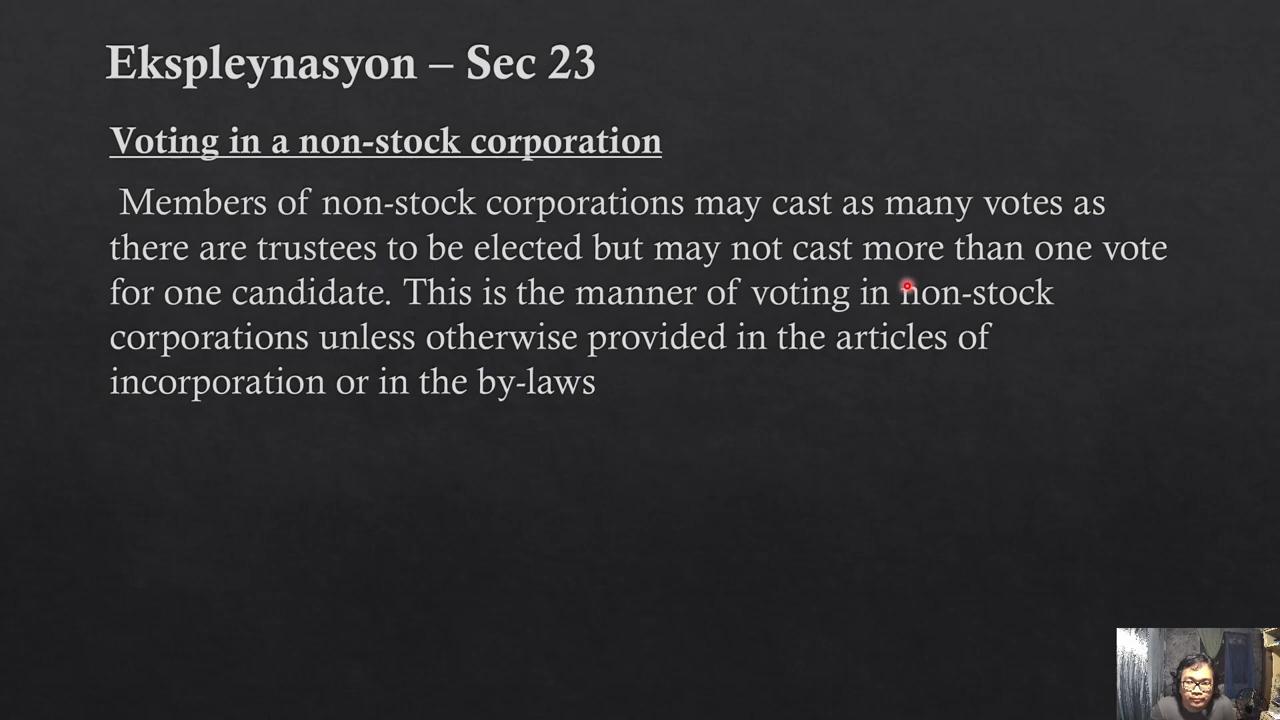 Ekspleynasyon – Sec 23
Voting in a non-stock corporation
Members of non-stock corporations may cast as many votes as
there are trustees to be elected but may not cast more than one vote
for one candidate. This is the manner of voting in non-stock
corporations unless otherwise provided in the articles of
incorporation or in the by-laws